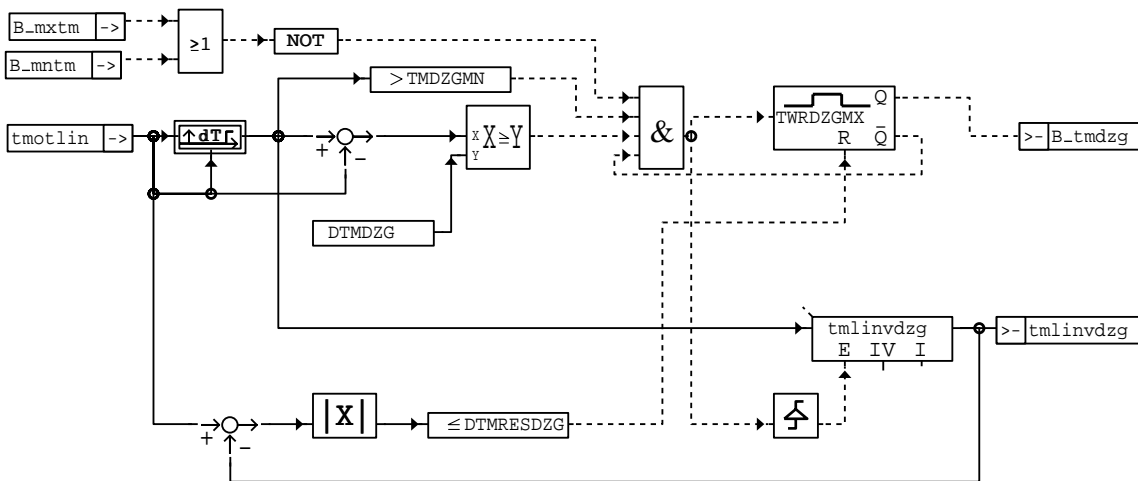 B_mxtm ->
≥1
NOT
B_mntm ->
>TMDZGMN
Q
TWRDZGMX
R Q̅
>- B_tmdzg
tmotlin ->
dT
+
-
X
Y
X≥Y
&
DTMDZG
tmlinvdzg
E IV I
>- tmlinvdzg
+
-
|X|
≤DTMRESDZG